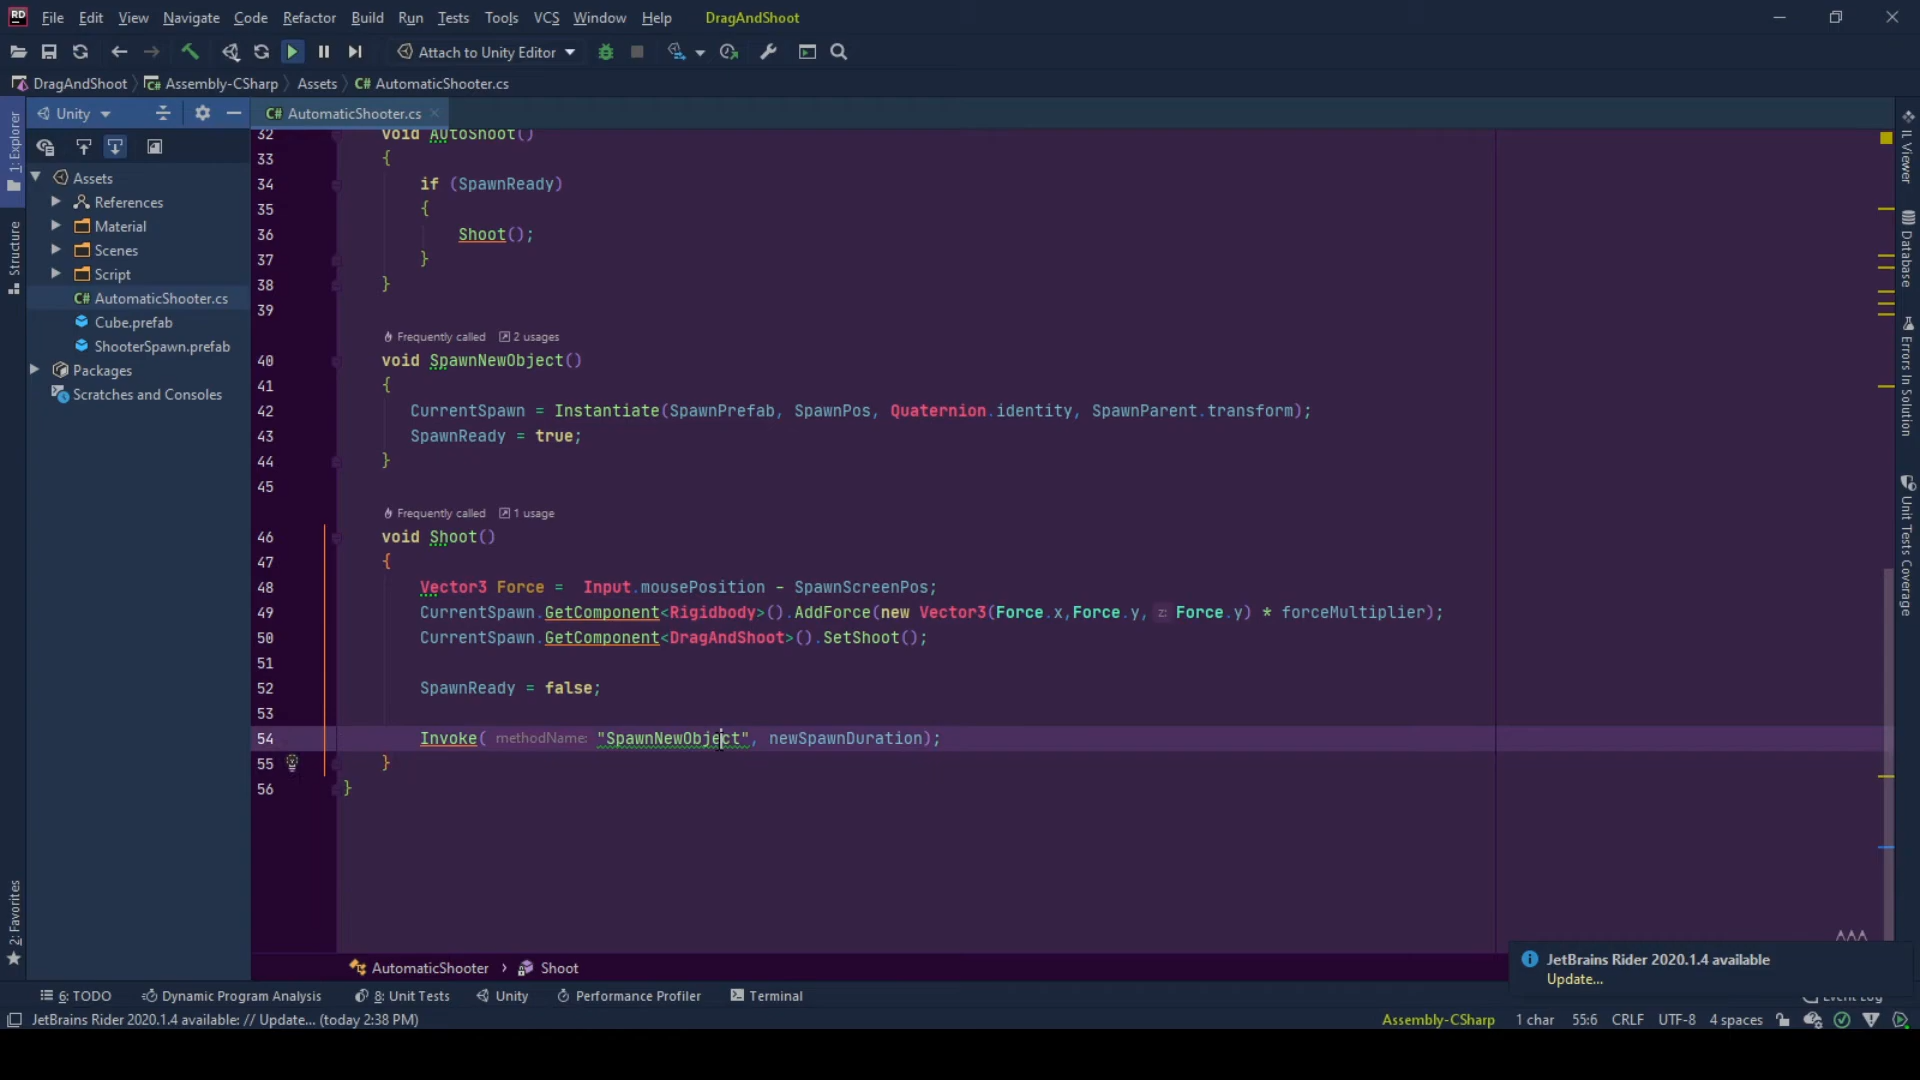 RD File Edit View Navigate Code Refactor Build Run Tests Tools VCS Window Help DragAndShoot
Attach to Unity Editor
DragAndShoot Assembly-CSharp Assets C# AutomaticShooter.cs
Unity C# AutomaticShooter.cs
1: Explorer
Structure
2: Favorites
Assets
References
Material
Scenes
Script
C# AutomaticShooter.cs
Cube.prefab
ShooterSpawn.prefab
Packages
Scratches and Consoles
32 void AutoShoot()
33 {
34 if (SpawnReady)
35 {
36 Shoot();
37 }
38 }
39
Frequently called 2 usages
40 void SpawnNewObject()
41 {
42 CurrentSpawn = Instantiate(SpawnPrefab, SpawnPos, Quaternion.identity, SpawnParent.transform);
43 SpawnReady = true;
44 }
45
Frequently called 1 usage
46 void Shoot()
47 {
48 Vector3 Force =  Input.mousePosition - SpawnScreenPos;
49 CurrentSpawn.GetComponent<Rigidbody>().AddForce(new Vector3(Force.x,Force.y, z: Force.y) * forceMultiplier);
50 CurrentSpawn.GetComponent<DragAndShoot>().SetShoot();
51
52 SpawnReady = false;
53
54 Invoke( methodName: "SpawnNewObject", newSpawnDuration);
55 }
56 }
IL Viewer
Database
Errors In Solution
Unit Tests Coverage
AutomaticShooter › Shoot
JetBrains Rider 2020.1.4 available
Update...
6: TODO Dynamic Program Analysis 8: Unit Tests Unity Performance Profiler Terminal Event Log
JetBrains Rider 2020.1.4 available: // Update... (today 2:38 PM) Assembly-CSharp 1 char 55:6 CRLF UTF-8 4 spaces